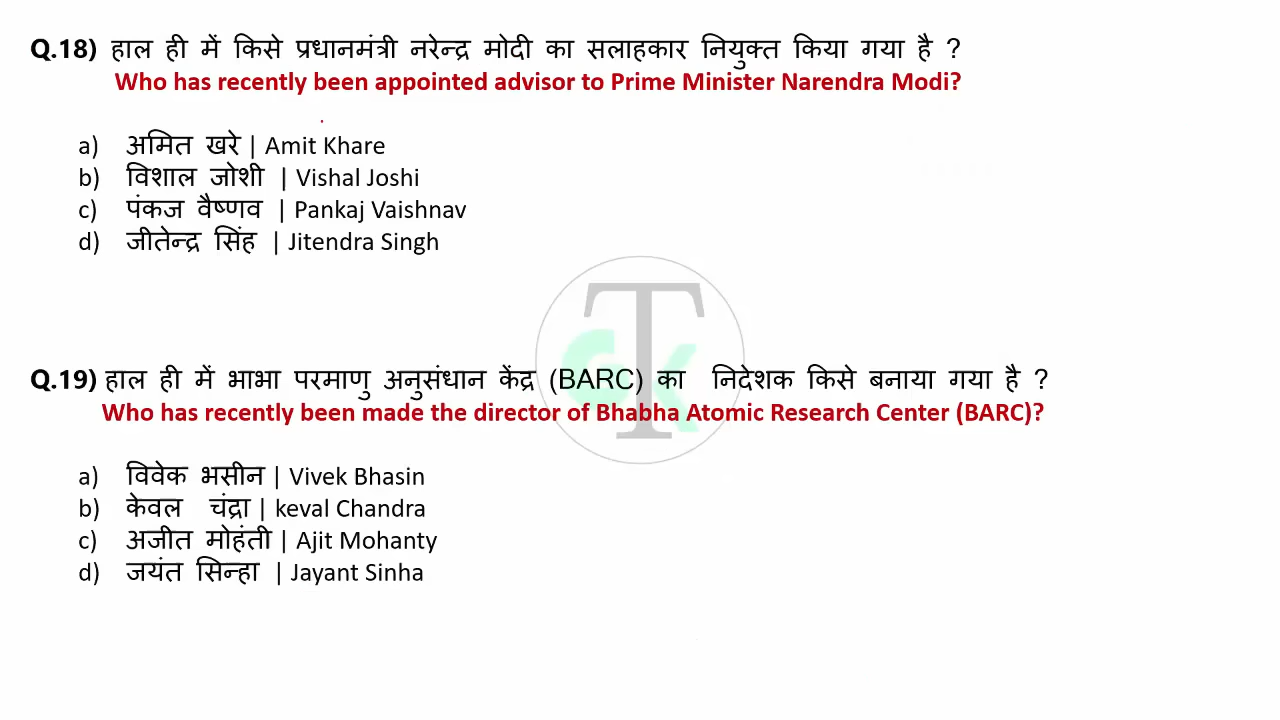 Q.18) हाल ही में किसे प्रधानमंत्री नरेन्द्र मोदी का सलाहकार नियुक्त किया गया है ?
Who has recently been appointed advisor to Prime Minister Narendra Modi?
a) अमित खरे | Amit Khare
b) विशाल जोशी | Vishal Joshi
c) पंकज वैष्णव | Pankaj Vaishnav
d) जीतेन्द्र सिंह | Jitendra Singh
Q.19) हाल ही में भाभा परमाणु अनुसंधान केंद्र (BARC) का निदेशक किसे बनाया गया है ?
Who has recently been made the director of Bhabha Atomic Research Center (BARC)?
a) विवेक भसीन | Vivek Bhasin
b) केवल चंद्रा | keval Chandra
c) अजीत मोहंती | Ajit Mohanty
d) जयंत सिन्हा | Jayant Sinha
GTK